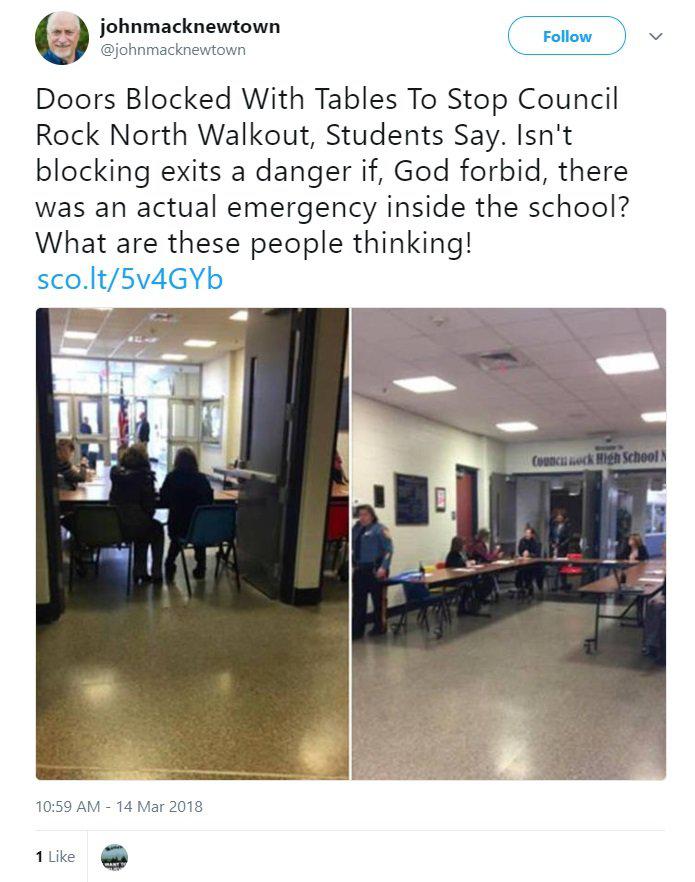 johnmacknewtown
@johnmacknewtown
Follow
Doors Blocked With Tables To Stop Council
Rock North Walkout, Students Say. Isn't
blocking exits a danger if, God forbid, there
was an actual emergency inside the school?
What are these people thinking!
sco.lt/5v4GYb
Council Rock High School N
10:59 AM - 14 Mar 2018
1 Like